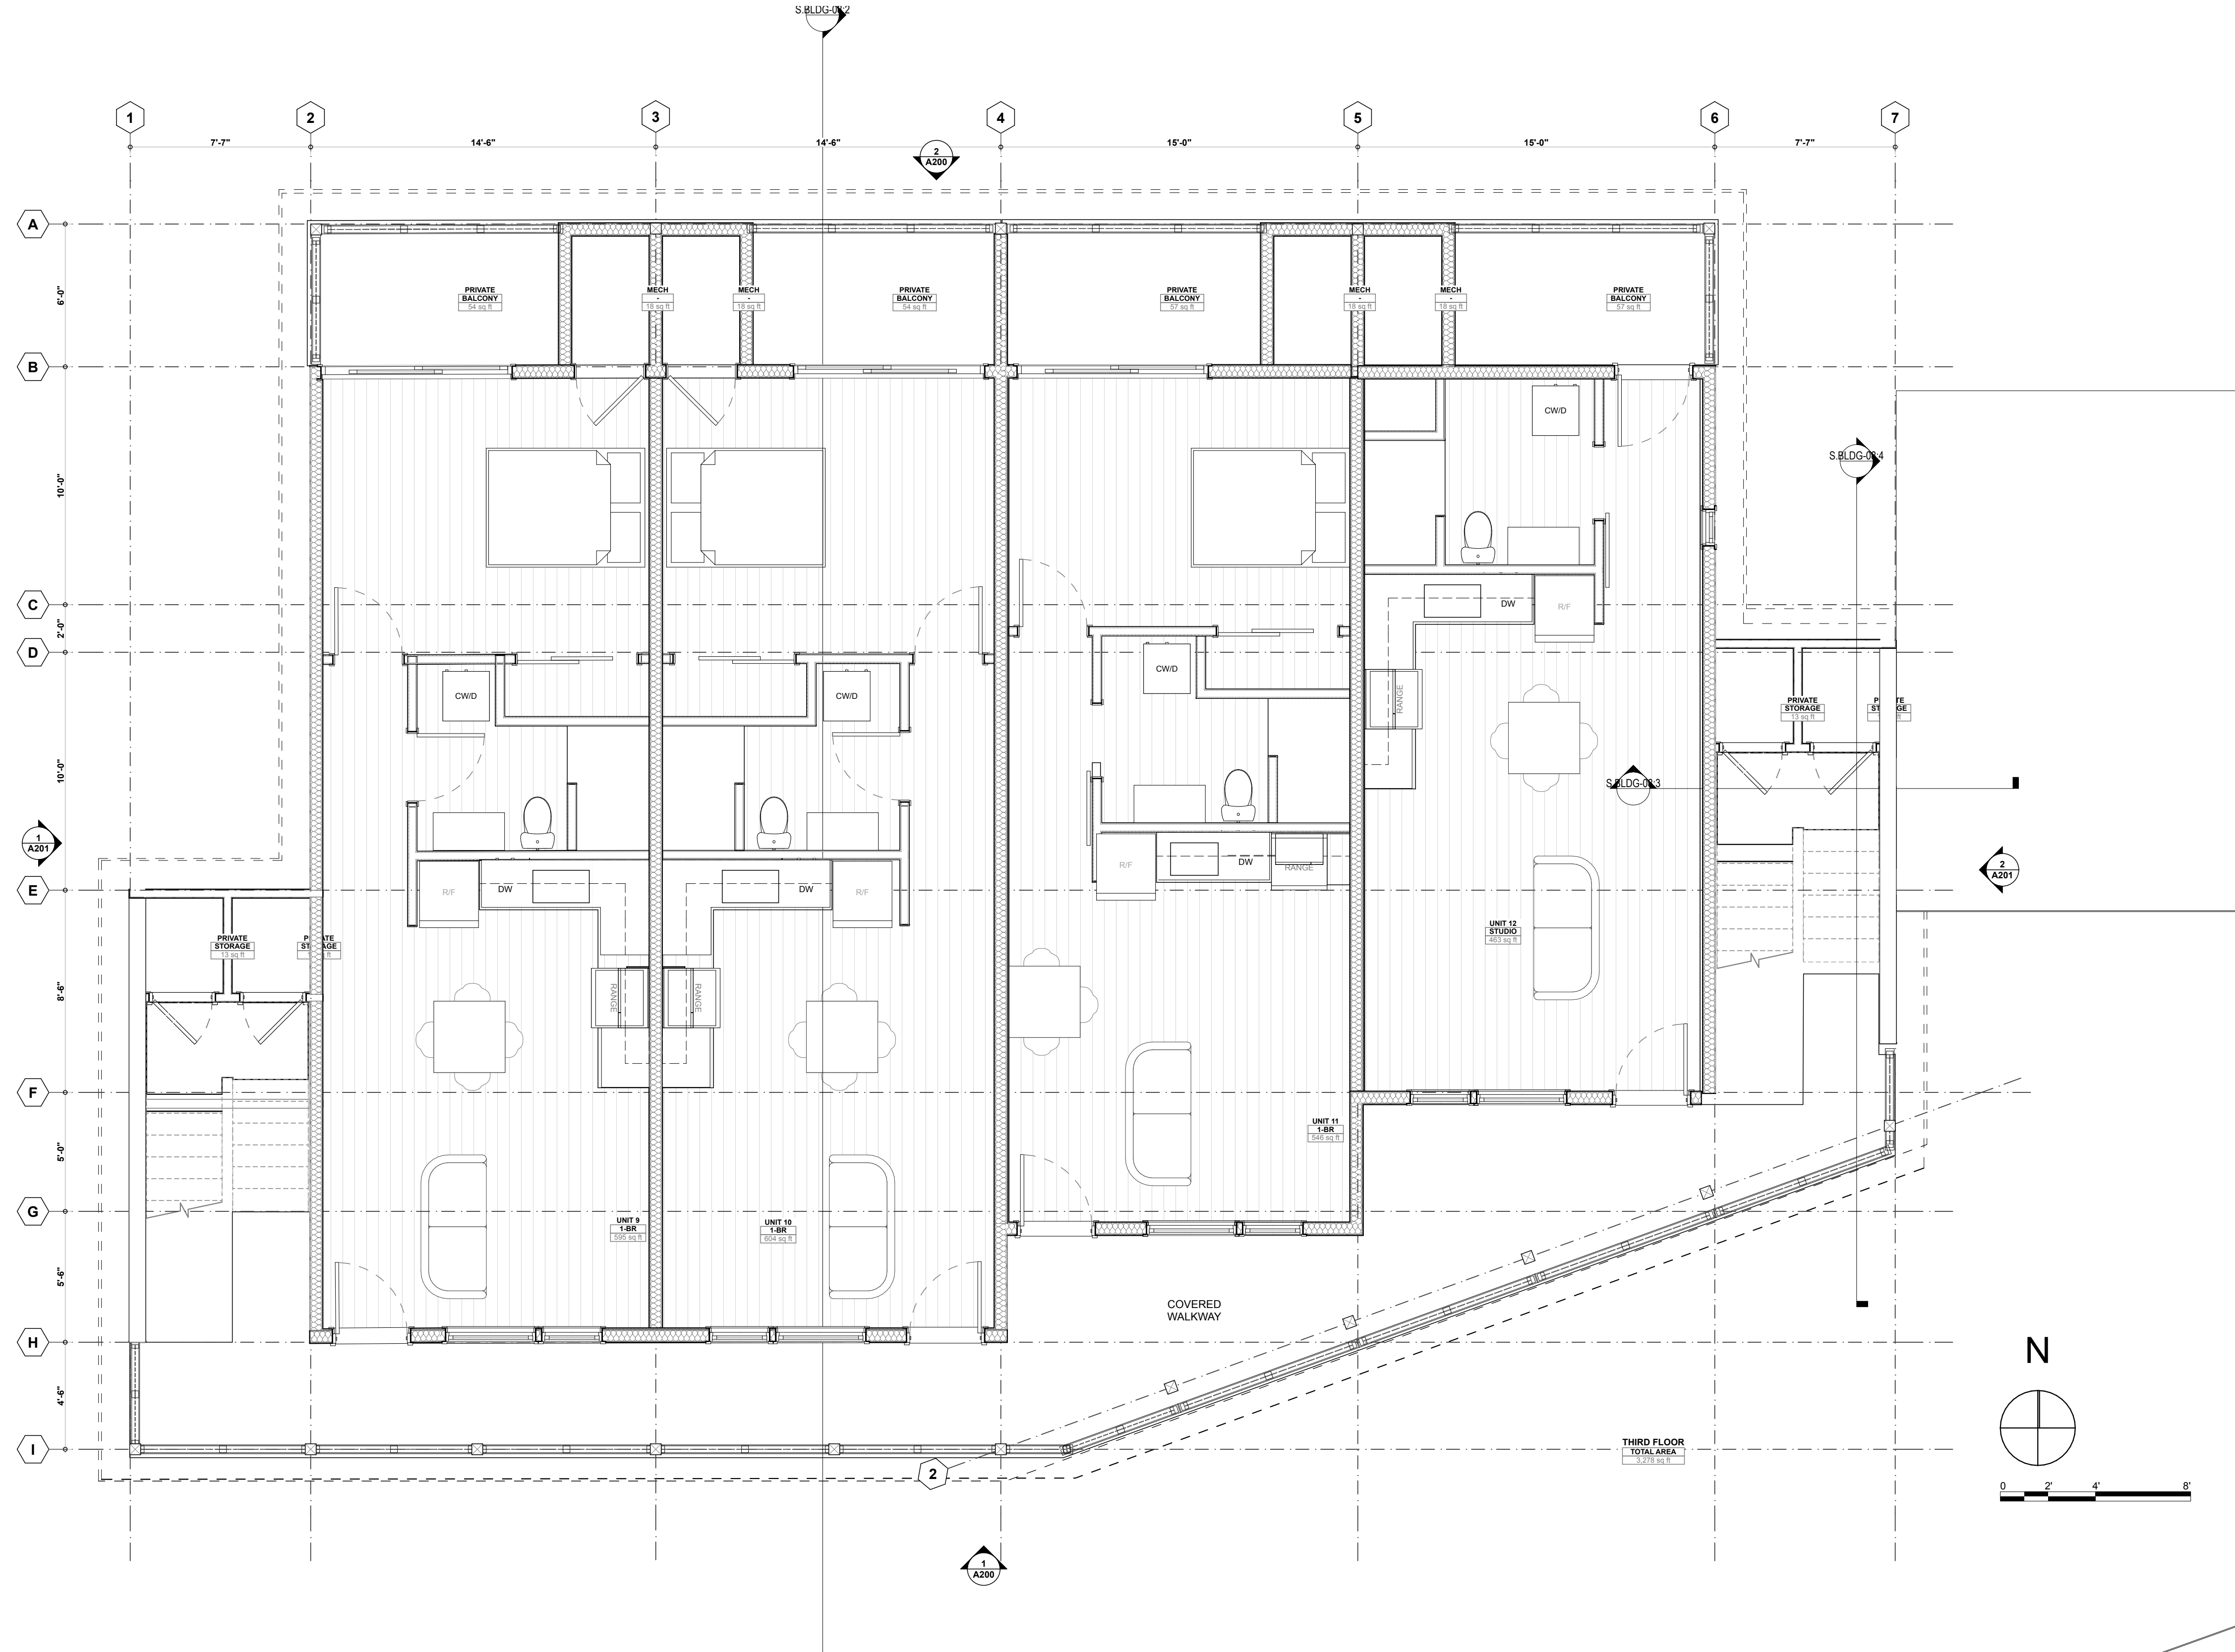 S.BLDG-03:2
1
2
3
4
5
6
7
7'-7"
14'-6"
14'-6"
15'-0"
15'-0"
7'-7"
2
A200
A
B
C
D
E
F
G
H
I
6'-0"
10'-0"
2'-0"
10'-0"
8'-6"
5'-0"
5'-6"
4'-6"
PRIVATE
BALCONY
54 sq ft
MECH
-
18 sq ft
MECH
-
18 sq ft
PRIVATE
BALCONY
54 sq ft
PRIVATE
BALCONY
57 sq ft
MECH
-
18 sq ft
MECH
-
18 sq ft
PRIVATE
BALCONY
57 sq ft
CW/D
S.BLDG-03:4
DW
R/F
CW/D
CW/D
CW/D
RANGE
PRIVATE
STORAGE
13 sq ft
S.BLDG-03:3
1
A201
2
A201
R/F
DW
DW
R/F
R/F
DW
RANGE
PRIVATE
STORAGE
13 sq ft
UNIT 12
STUDIO
463 sq ft
RANGE
RANGE
UNIT 11
1-BR
546 sq ft
UNIT 9
1-BR
595 sq ft
UNIT 10
1-BR
604 sq ft
COVERED
WALKWAY
N
THIRD FLOOR
TOTAL AREA
3,278 sq ft
2
0 2' 4' 8'
1
A200